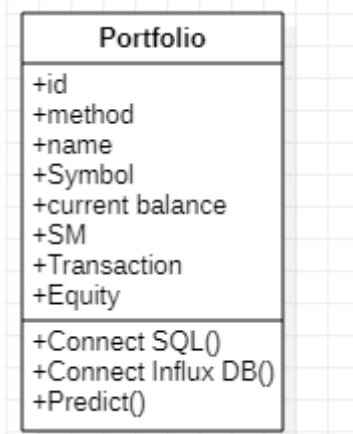 Portfolio
+id
+method
+name
+Symbol
+current balance
+SM
+Transaction
+Equity
+Connect SQL()
+Connect Influx DB()
+Predict()